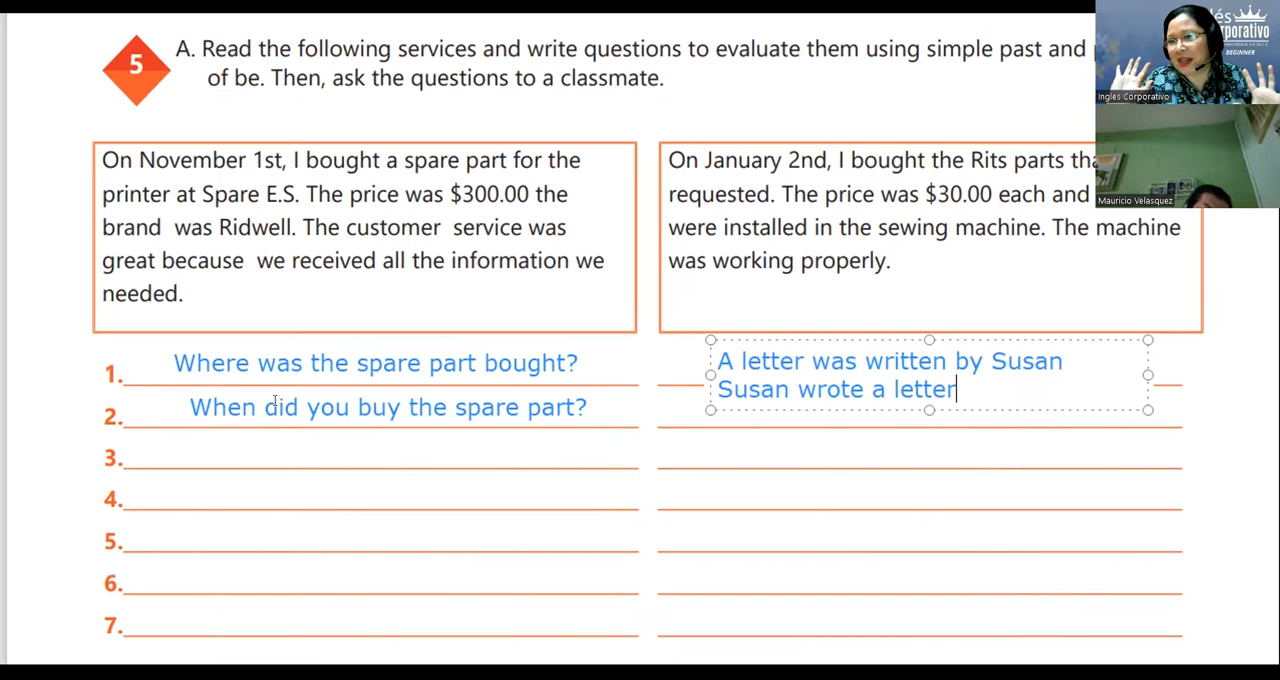 5
A. Read the following services and write questions to evaluate them using simple past and
of be. Then, ask the questions to a classmate.
On November 1st, I bought a spare part for the
printer at Spare E.S. The price was $300.00 the
brand was Ridwell. The customer service was
great because we received all the information we
needed.
On January 2nd, I bought the Rits parts
requested. The price was $30.00 each and
were installed in the sewing machine. The machine
was working properly.
1. Where was the spare part bought?
2. When did you buy the spare part?
3.
4.
5.
6.
7.
A letter was written by Susan
Susan wrote a letter
BEGINNER
Ingles Corporativo
Mauricio Velasquez